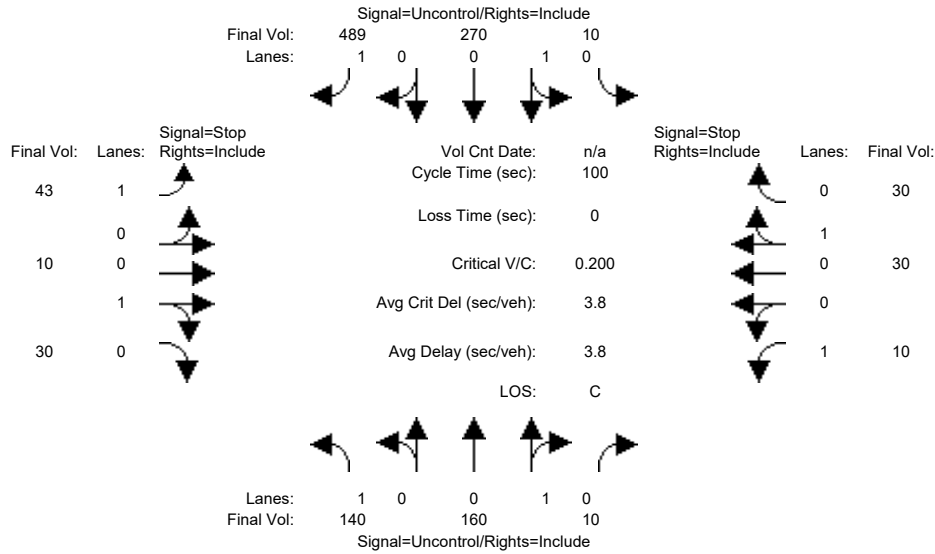 Signal=Uncontrol/Rights=Include
Final Vol: 489 270 10
Lanes: 1 0 0 1 0
Signal=Stop
Final Vol: Lanes: Rights=Include
Vol Cnt Date: n/a
Cycle Time (sec): 100
Signal=Stop
Rights=Include Lanes: Final Vol:
43 1
0 30
Loss Time (sec): 0
0
1
10 0
Critical V/C: 0.200
0 30
1
Avg Crit Del (sec/veh): 3.8
0
30 0
Avg Delay (sec/veh): 3.8
1 10
LOS: C
Lanes: 1 0 0 1 0
Final Vol: 140 160 10
Signal=Uncontrol/Rights=Include